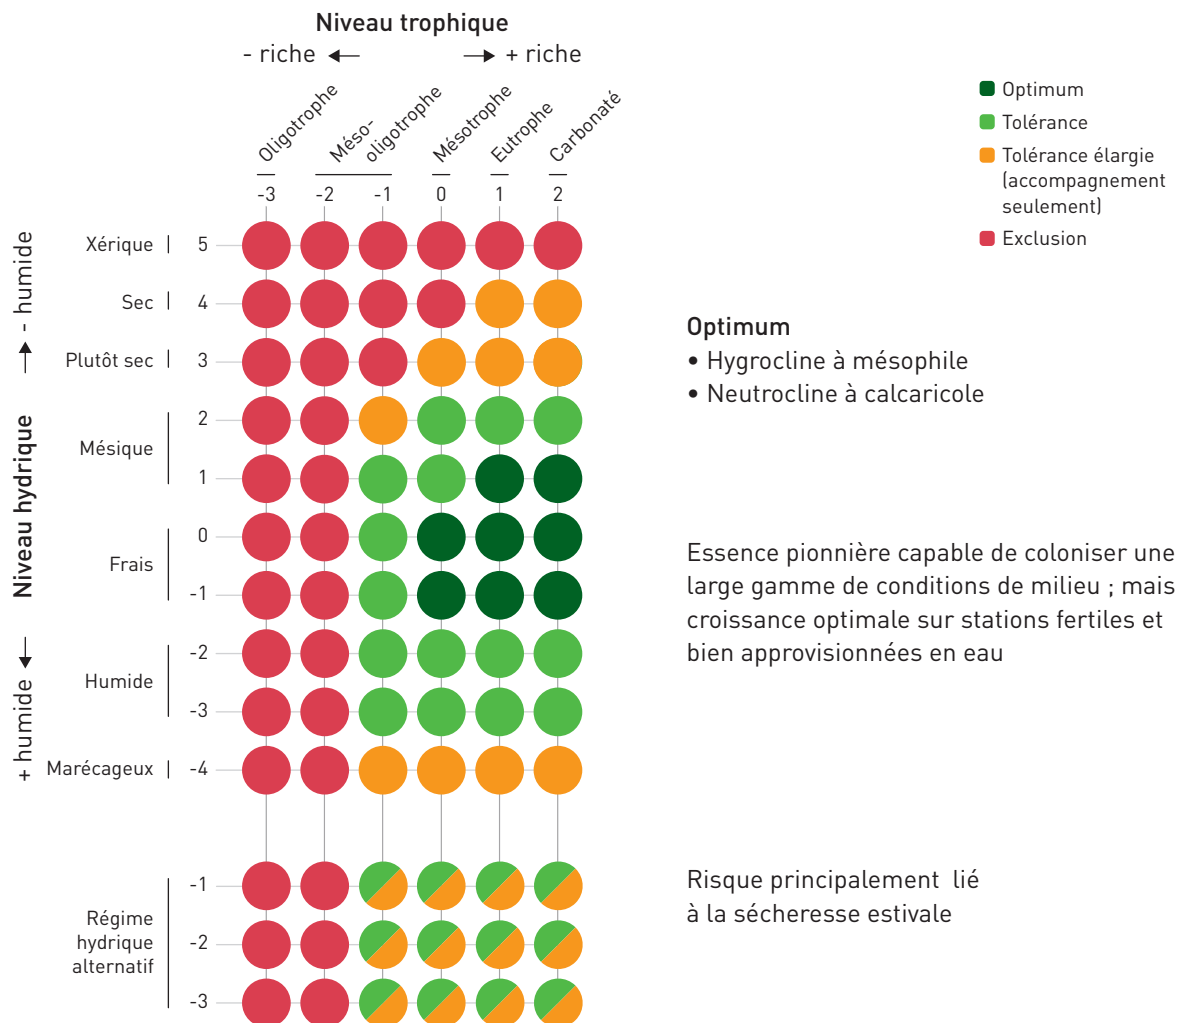 Niveau trophique
- riche ← → + riche
Oligotrophe
Méso-
oligotrophe
Mésotrophe
Eutrophe
Carbonaté
-3 -2 -1 0 1 2
Optimum
Tolérance
Tolérance élargie
(accompagnement
seulement)
Exclusion
Niveau hydrique
- humide
+ humide
Xérique 5
Sec 4
Plutôt sec 3
Mésique
2
1
Frais
0
-1
Humide
-2
-3
Marécageux -4
Régime
hydrique
alternatif
-1
-2
-3
Optimum
• Hygrocline à mésophile
• Neutrocline à calcaricole
Essence pionnière capable de coloniser une
large gamme de conditions de milieu ; mais
croissance optimale sur stations fertiles et
bien approvisionnées en eau
Risque principalement lié
à la sécheresse estivale